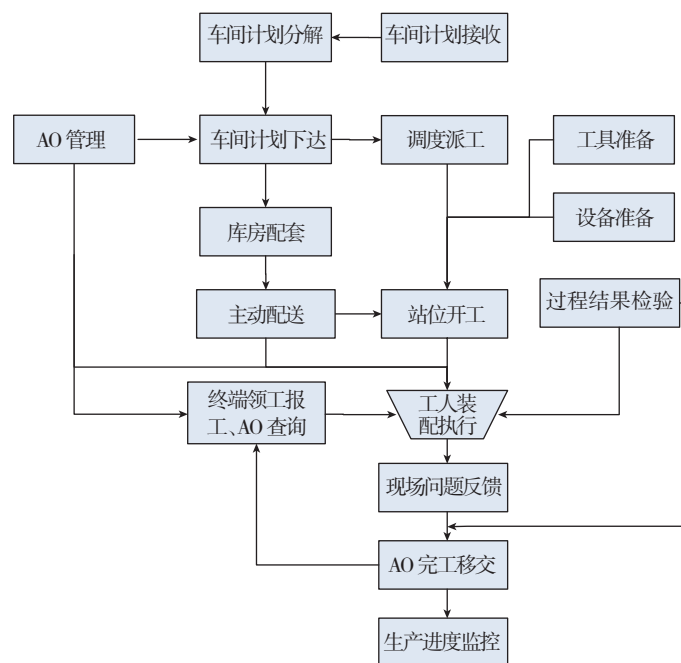 车间计划分解
车间计划接收
AO 管理
车间计划下达
调度派工
工具准备
库房配套
设备准备
主动配送
站位开工
过程结果检验
终端领工报
工、AO 查询
工人装
配执行
现场问题反馈
AO 完工移交
生产进度监控